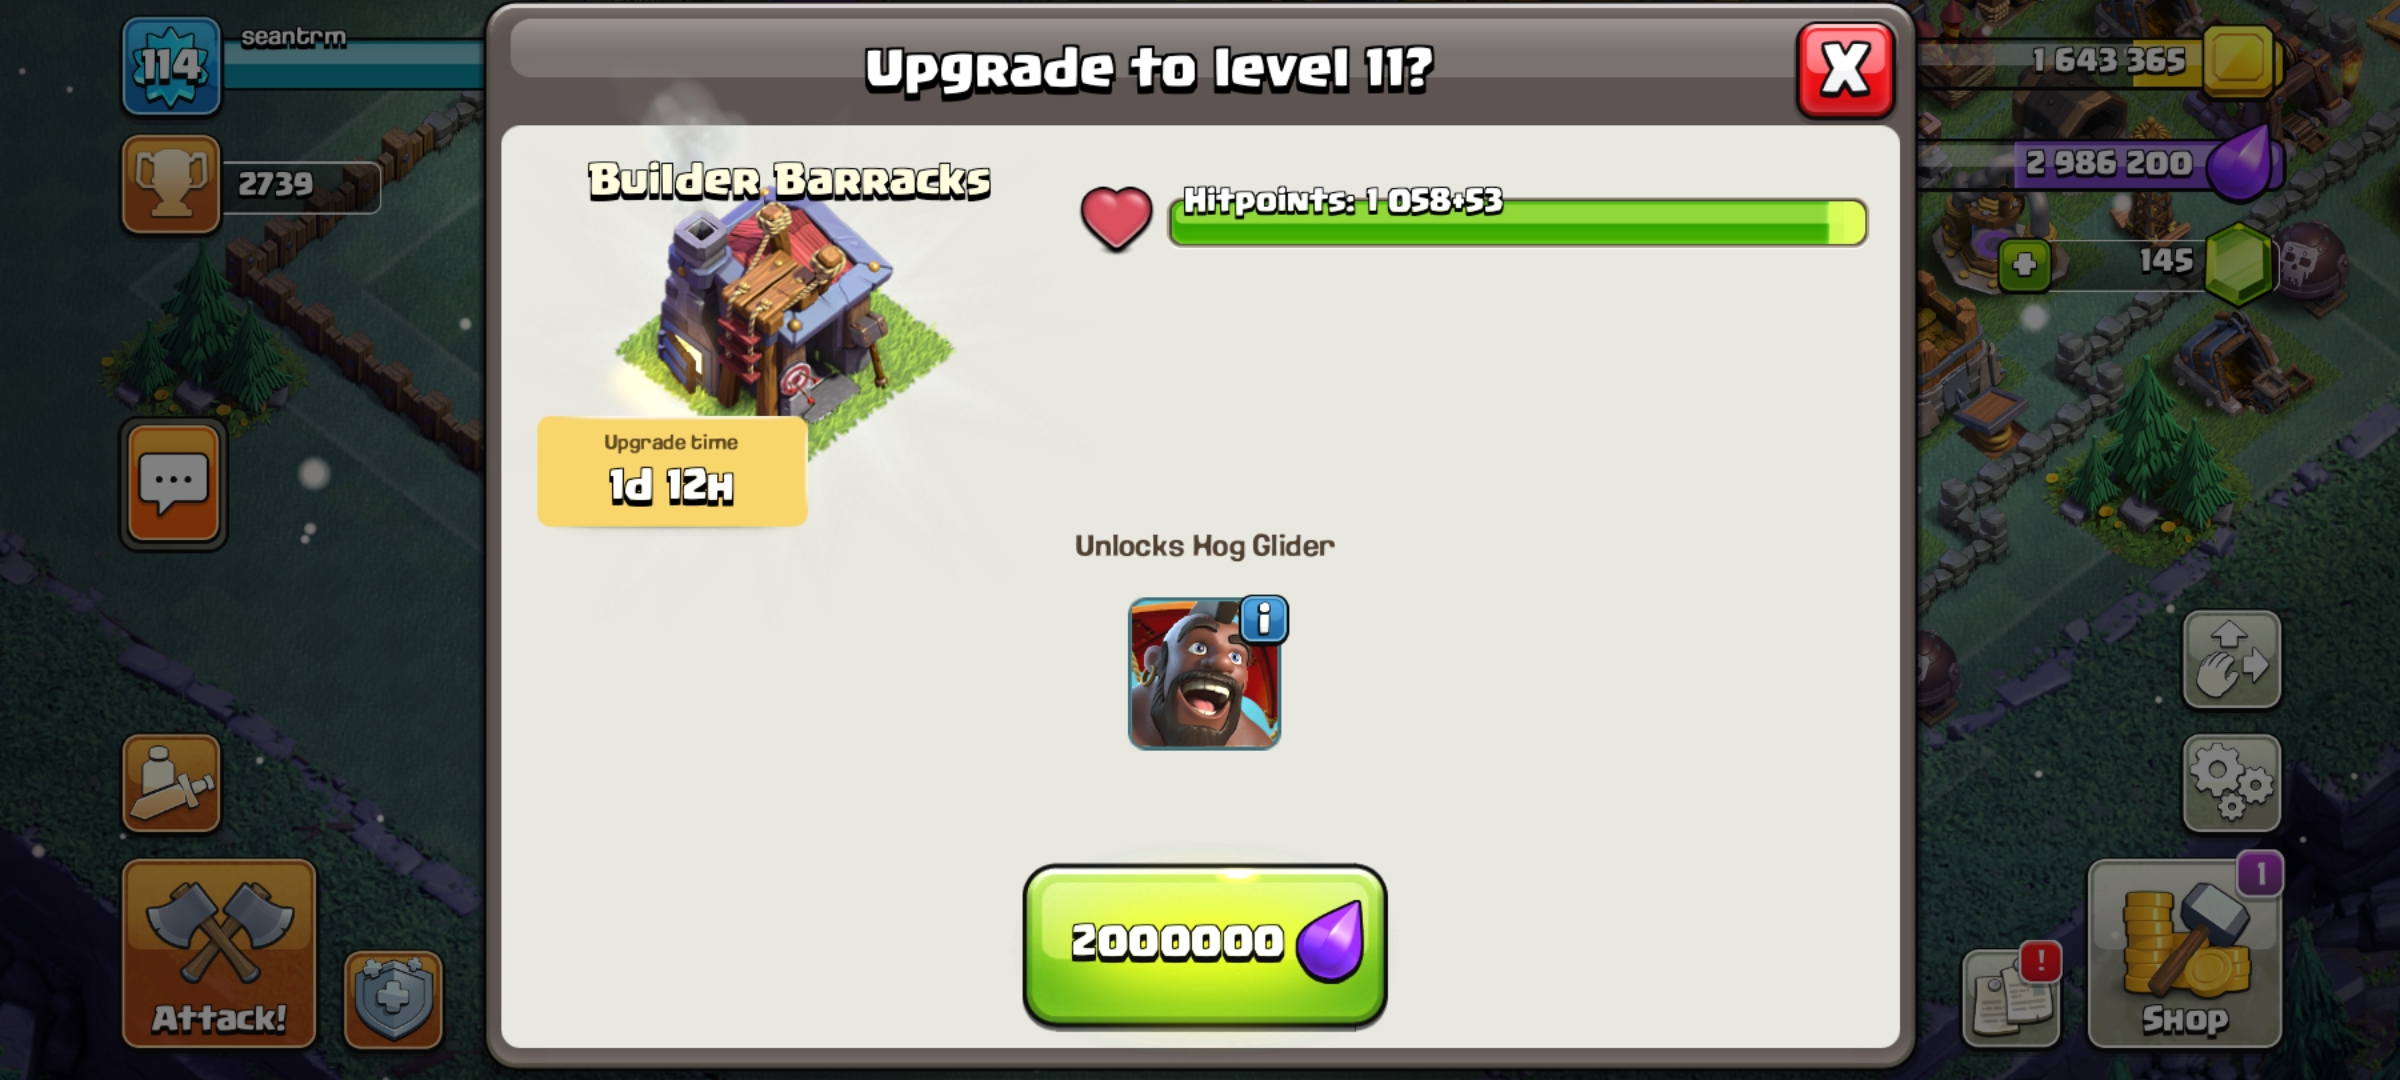 114
seantrm
2739
Upgrade to level 11?
X
1 643 365
2 986 200
145
Builder Barracks
Hitpoints: 1 058+53
Upgrade time
1d 12H
Unlocks Hog Glider
i
2000000
Attack!
1
!
Shop